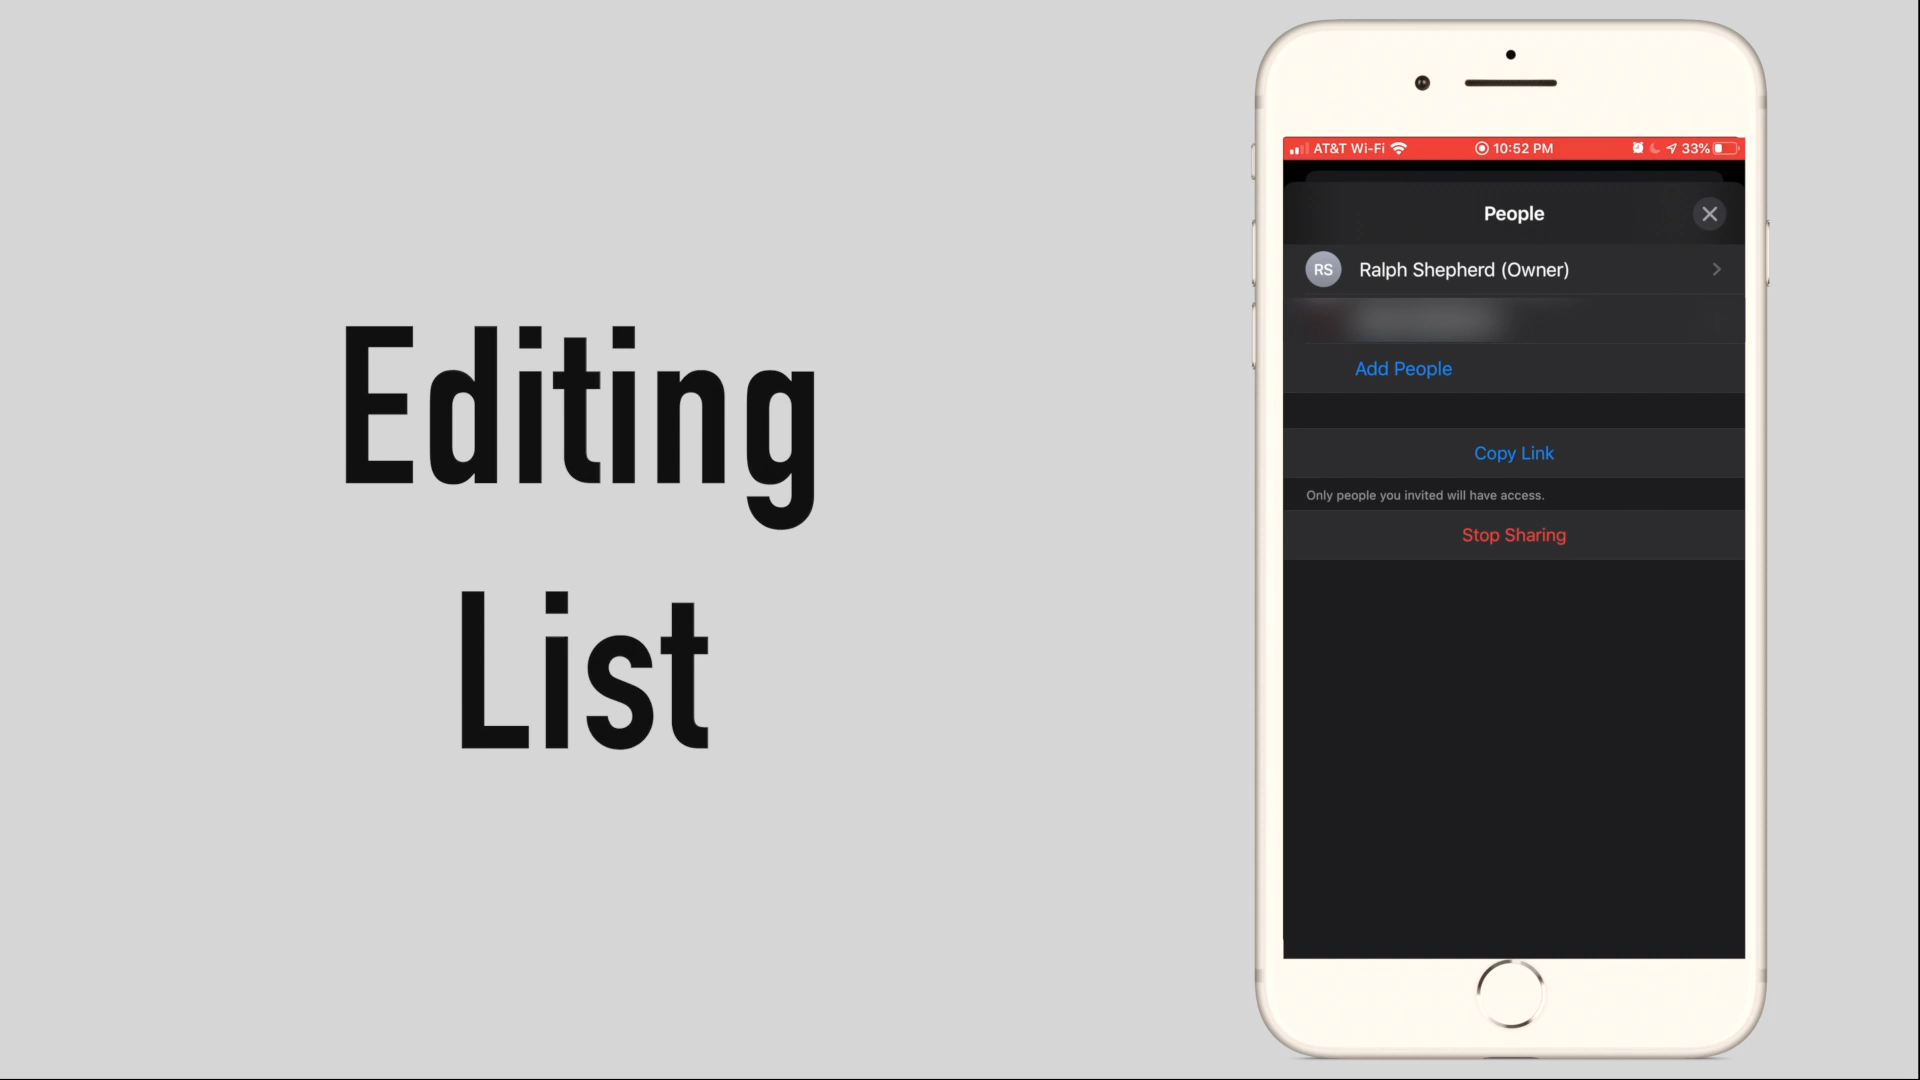 Editing
List
AT&T Wi-Fi 10:52 PM 33%
People
RS Ralph Shepherd (Owner)
Add People
Copy Link
Only people you invited will have access.
Stop Sharing